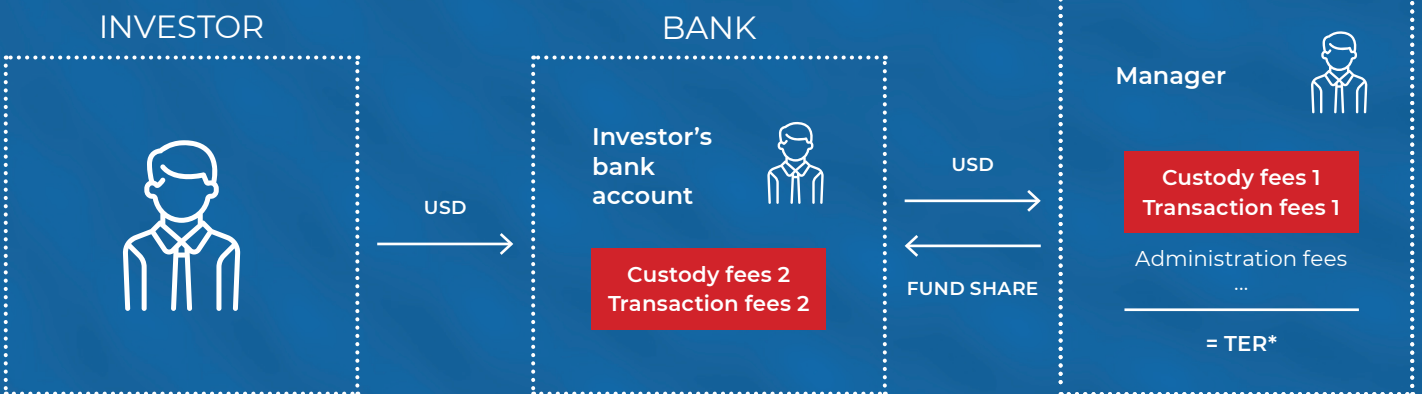 INVESTOR
USD
BANK
Investor’s
bank
account
Custody fees 2
Transaction fees 2
USD
FUND SHARE
Manager
Custody fees 1
Transaction fees 1
Administration fees
...
= TER*